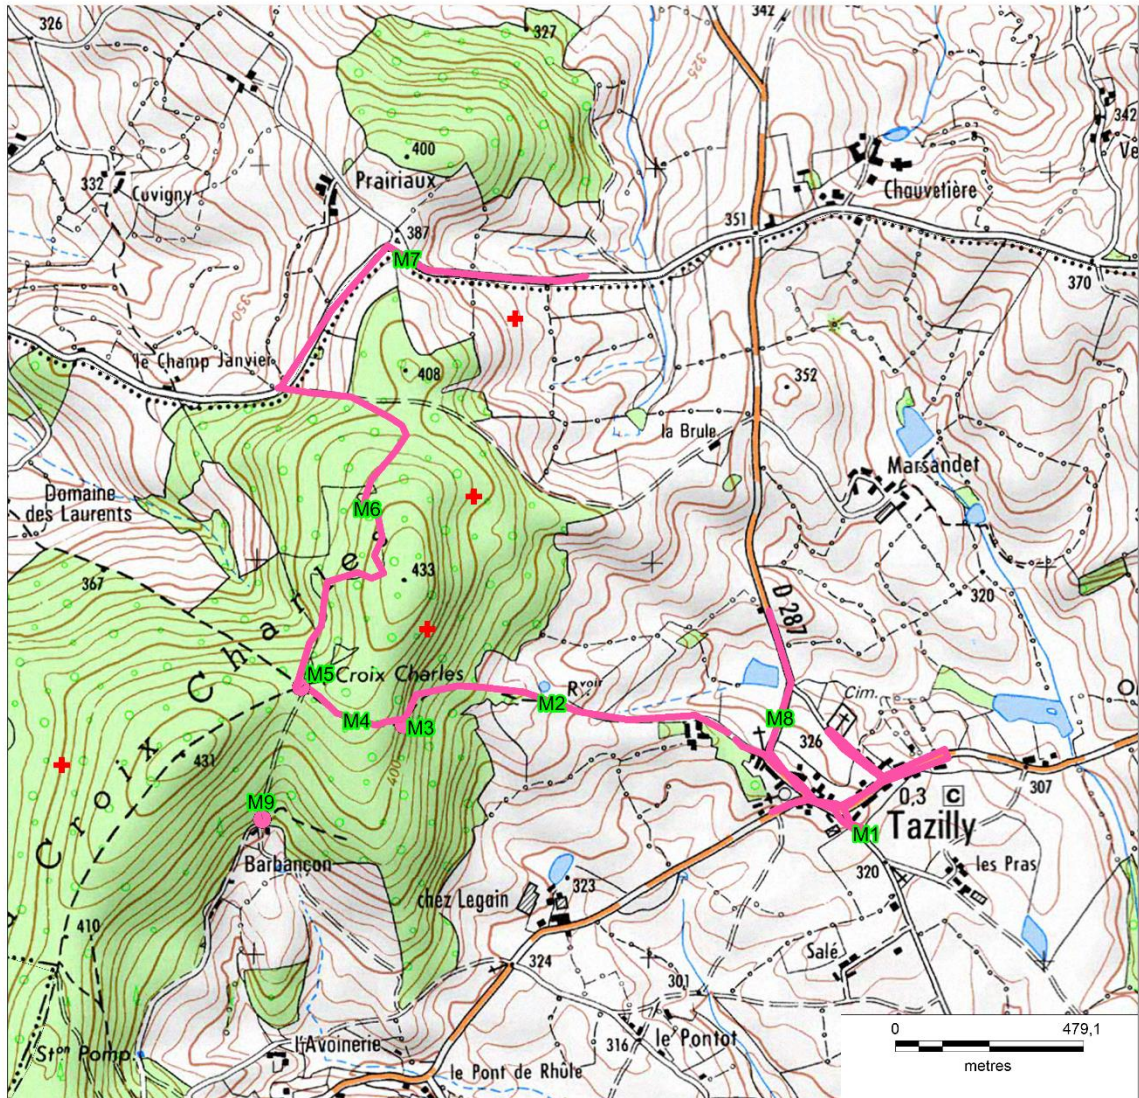 326
342
327
325
342
Ve
400
332
Cuvigny
Prairiaux
Chauvetière
387
351
M7
370
350
le Champ Janvier
408
352
la Brule
Marsandet
Domaine
des Laurents
M6
367
433
320
D 287
Croix Charles
M5
Croix Charles
R voir
M2
Cim.
M4
M3
M8
326
431
307
M9
0,3 C
Tazilly
M1
Barbançon
320
les Pras
chez Legain
323
410
324
Salé
301
Ston Pomp.
l'Avoinerie
316
le Pontot
le Pont de Rhûle
400
0 479,1
metres